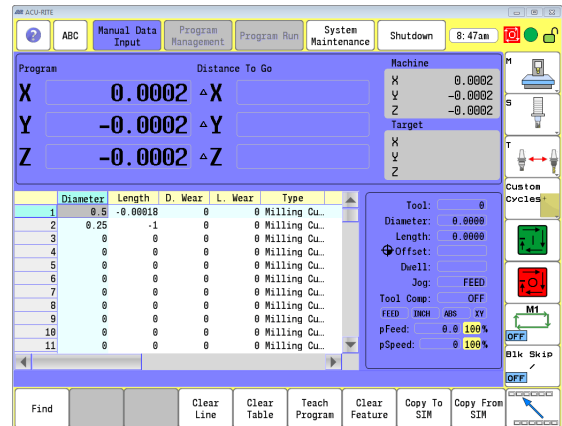 ACU-RITE
? ABC Manual Data Input Program Management Program Run System Maintenance Shutdown 8:47am
Program Distance To Go Machine
X 0.0002 △X X 0.0002
Y -0.0002 △Y Y -0.0002
Z -0.0002 △Z Z -0.0002
Target
X
Y
Z
M
S
T
Custom Cycles
Diameter Length D. Wear L. Wear Type
1 0.5 -0.00018 0 0 Milling Cu…
2 0.25 -1 0 0 Milling Cu…
3 0 0 0 0 Milling Cu…
4 0 0 0 0 Milling Cu…
5 0 0 0 0 Milling Cu…
6 0 0 0 0 Milling Cu…
7 0 0 0 0 Milling Cu…
8 0 0 0 0 Milling Cu…
9 0 0 0 0 Milling Cu…
10 0 0 0 0 Milling Cu…
11 0 0 0 0 Milling Cu…
Tool: 0
Diameter: 0.0000
Length: 0.0000
Offset:
Dwell:
Jog: FEED
Tool Comp: OFF
FEED INCH ABS XY
pFeed: 0.0 100%
pSpeed: 0 100%
M1
OFF
Blk Skip
/
OFF
Find Clear Line Clear Table Teach Program Clear Feature Copy To SIM Copy From SIM